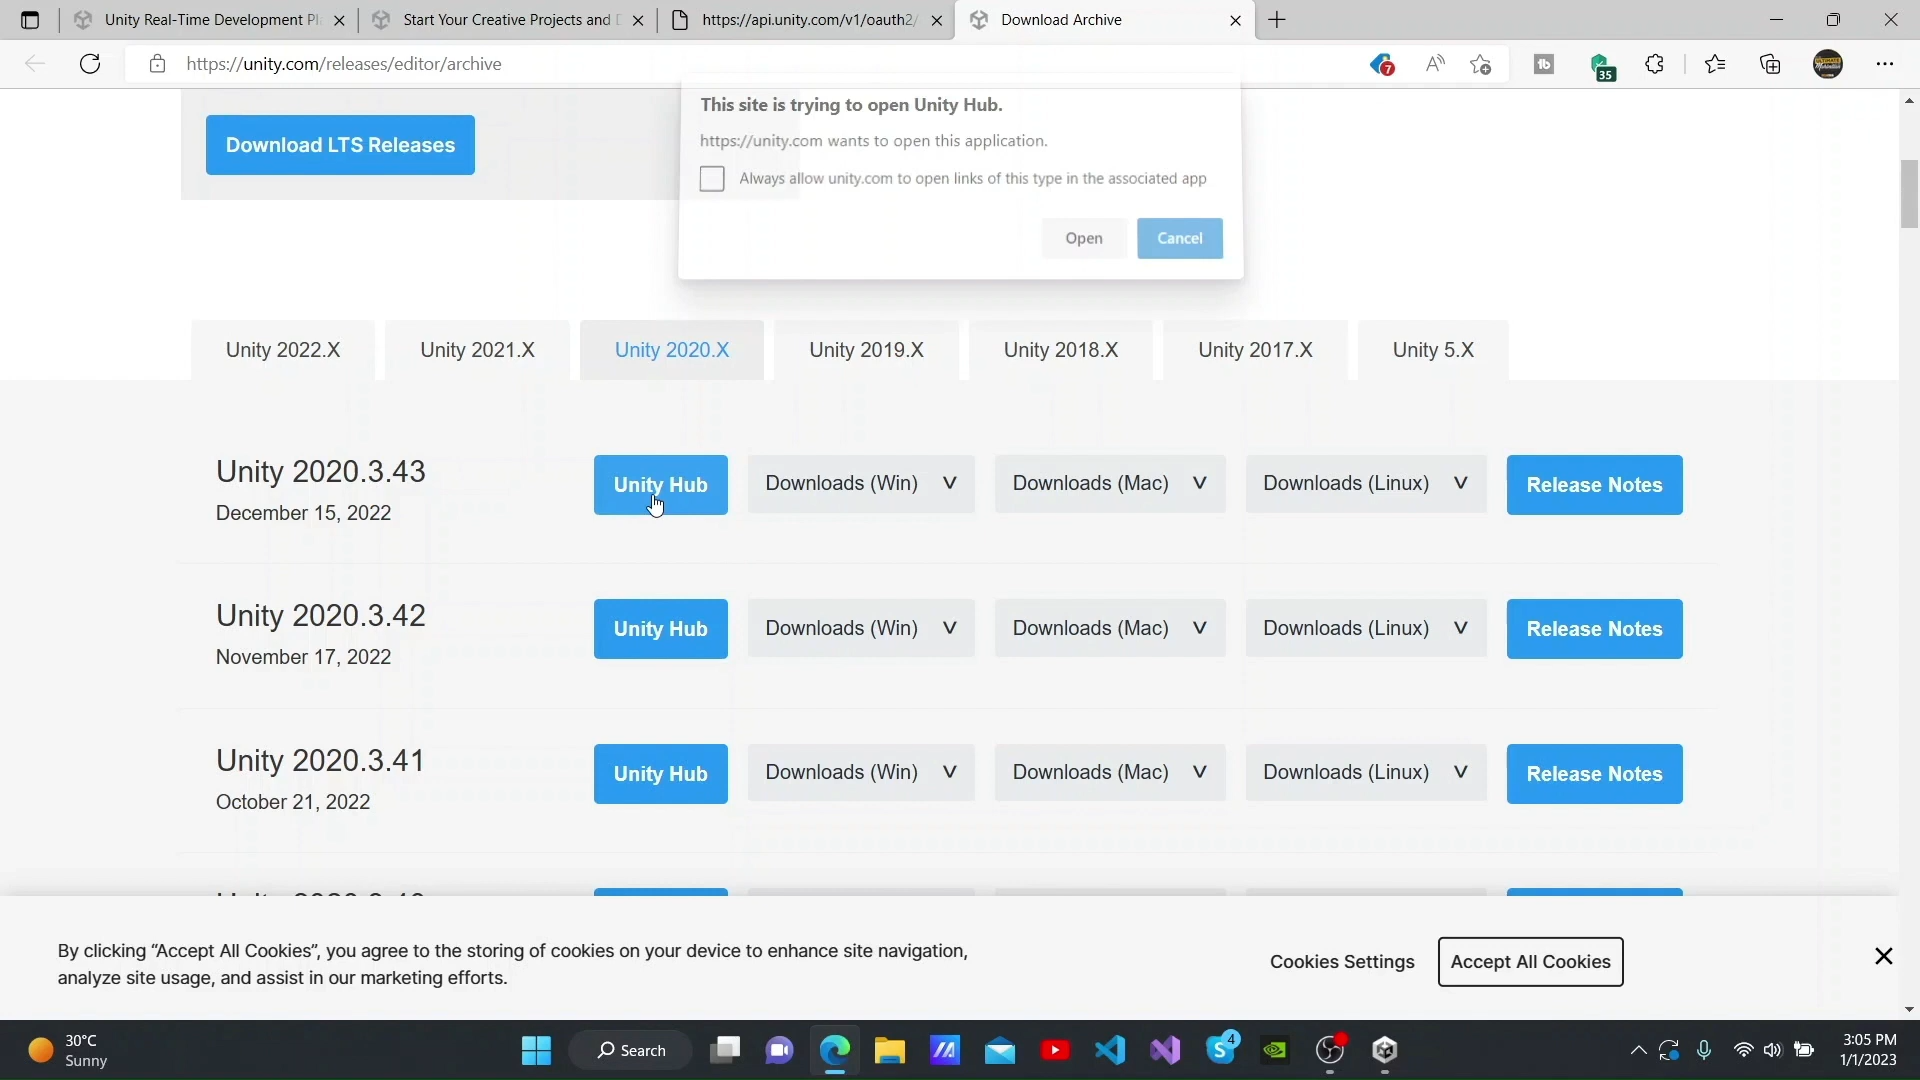 Unity Real-Time Development Pl
Start Your Creative Projects and D
https://api.unity.com/v1/oauth2/
Download Archive
https://unity.com/releases/editor/archive
7
A
tb
35
This site is trying to open Unity Hub.
https://unity.com wants to open this application.
Always allow unity.com to open links of this type in the associated app
Open
Cancel
Download LTS Releases
Unity 2022.X
Unity 2021.X
Unity 2020.X
Unity 2019.X
Unity 2018.X
Unity 2017.X
Unity 5.X
Unity 2020.3.43
December 15, 2022
Unity Hub
Downloads (Win)
Downloads (Mac)
Downloads (Linux)
Release Notes
Unity 2020.3.42
November 17, 2022
Unity Hub
Downloads (Win)
Downloads (Mac)
Downloads (Linux)
Release Notes
Unity 2020.3.41
October 21, 2022
Unity Hub
Downloads (Win)
Downloads (Mac)
Downloads (Linux)
Release Notes
By clicking “Accept All Cookies”, you agree to the storing of cookies on your device to enhance site navigation,
analyze site usage, and assist in our marketing efforts.
Cookies Settings
Accept All Cookies
30°C
Sunny
Search
4
3:05 PM
1/1/2023